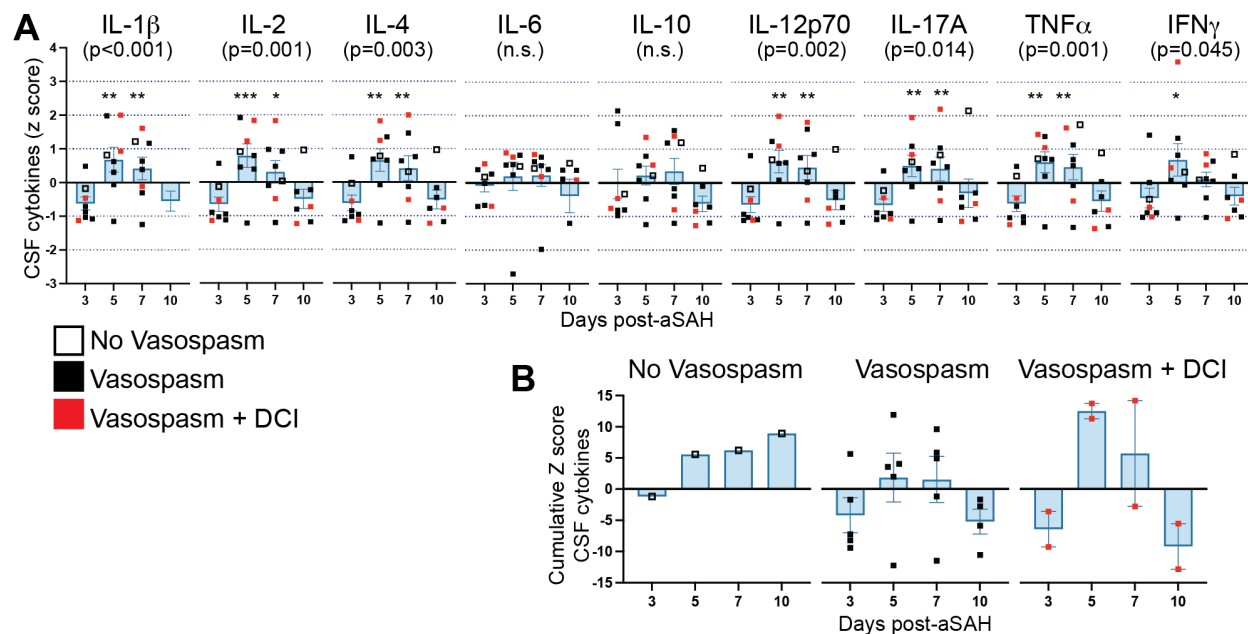 A
IL-1β IL-2 IL-4 IL-6 IL-10 IL-12p70 IL-17A TNFα IFNγ
(p<0.001) (p=0.001) (p=0.003) (n.s.) (n.s.) (p=0.002) (p=0.014) (p=0.001) (p=0.045)
CSF cytokines (z score)
4
3
2
1
0
-1
-2
-3
** ** *** * ** ** ** ** ** ** ** ** *
3 5 7 10 3 5 7 10 3 5 7 10 3 5 7 10 3 5 7 10 3 5 7 10 3 5 7 10 3 5 7 10 3 5 7 10
Days post-aSAH
No Vasospasm
Vasospasm
Vasospasm + DCI
B
No Vasospasm Vasospasm Vasospasm + DCI
Cumulative Z score
CSF cytokines
15
10
5
0
-5
-10
-15
3 5 7 10 3 5 7 10 3 5 7 10
Days post-aSAH